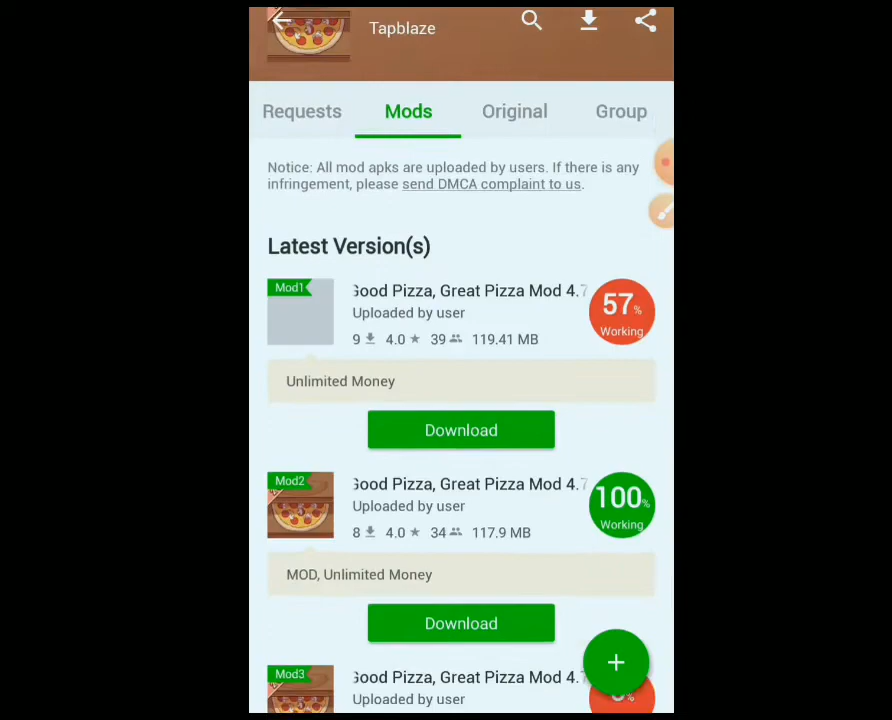 Tapblaze
Requests Mods Original Group
Notice: All mod apks are uploaded by users. If there is any
infringement, please send DMCA complaint to us.
Latest Version(s)
Mod1
Good Pizza, Great Pizza Mod 4.7
57%
Working
Uploaded by user
9 4.0 39 119.41 MB
Unlimited Money
Download
Mod2
Good Pizza, Great Pizza Mod 4.7
100%
Working
Uploaded by user
8 4.0 34 117.9 MB
MOD, Unlimited Money
Download
Mod3
Good Pizza, Great Pizza Mod 4.7
Uploaded by user